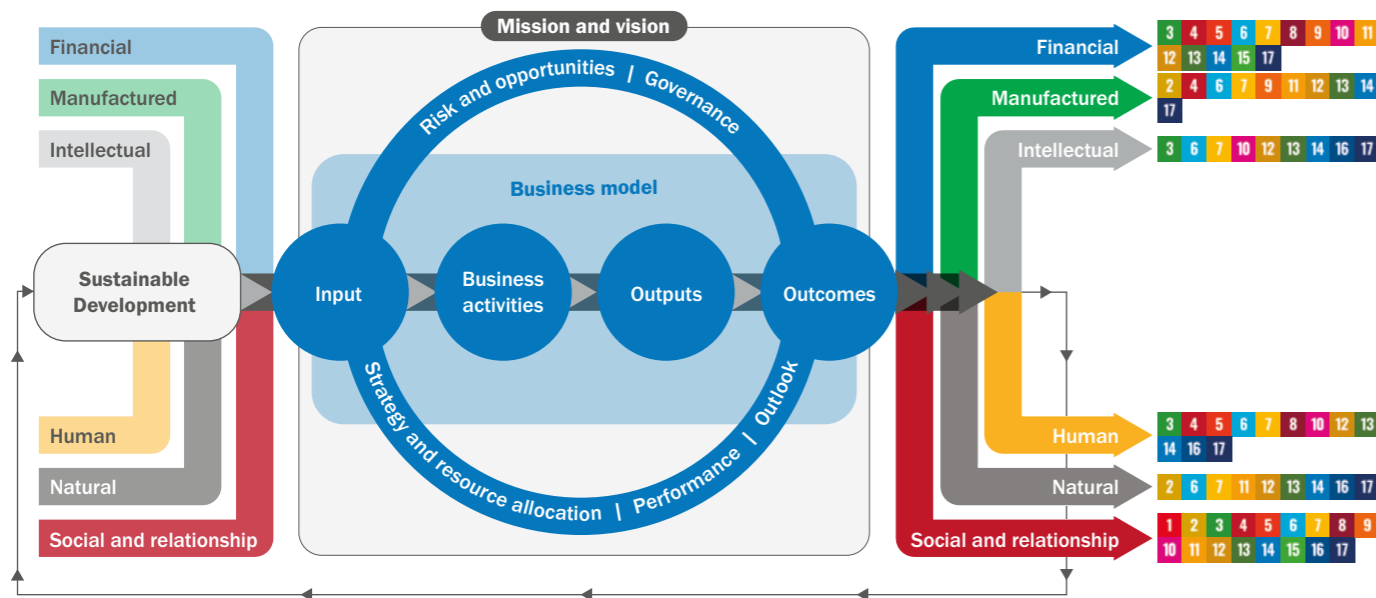 Mission and vision
Financial
Manufactured
Intellectual
Sustainable
Development
Human
Natural
Social and relationship
Risk and opportunities | Governance
Business model
Input
Business
activities
Outputs
Outcomes
Strategy and resource allocation | Performance | Outlook
Financial
3 4 5 6 7 8 9 10 11
12 13 14 15 17
Manufactured
2 4 6 7 9 11 12 13 14
17
Intellectual
3 6 7 10 12 13 14 16 17
Human
3 4 5 6 7 8 10 12 13
14 16 17
Natural
2 6 7 11 12 13 14 16 17
Social and relationship
1 2 3 4 5 6 7 8 9
10 11 12 13 14 15 16 17